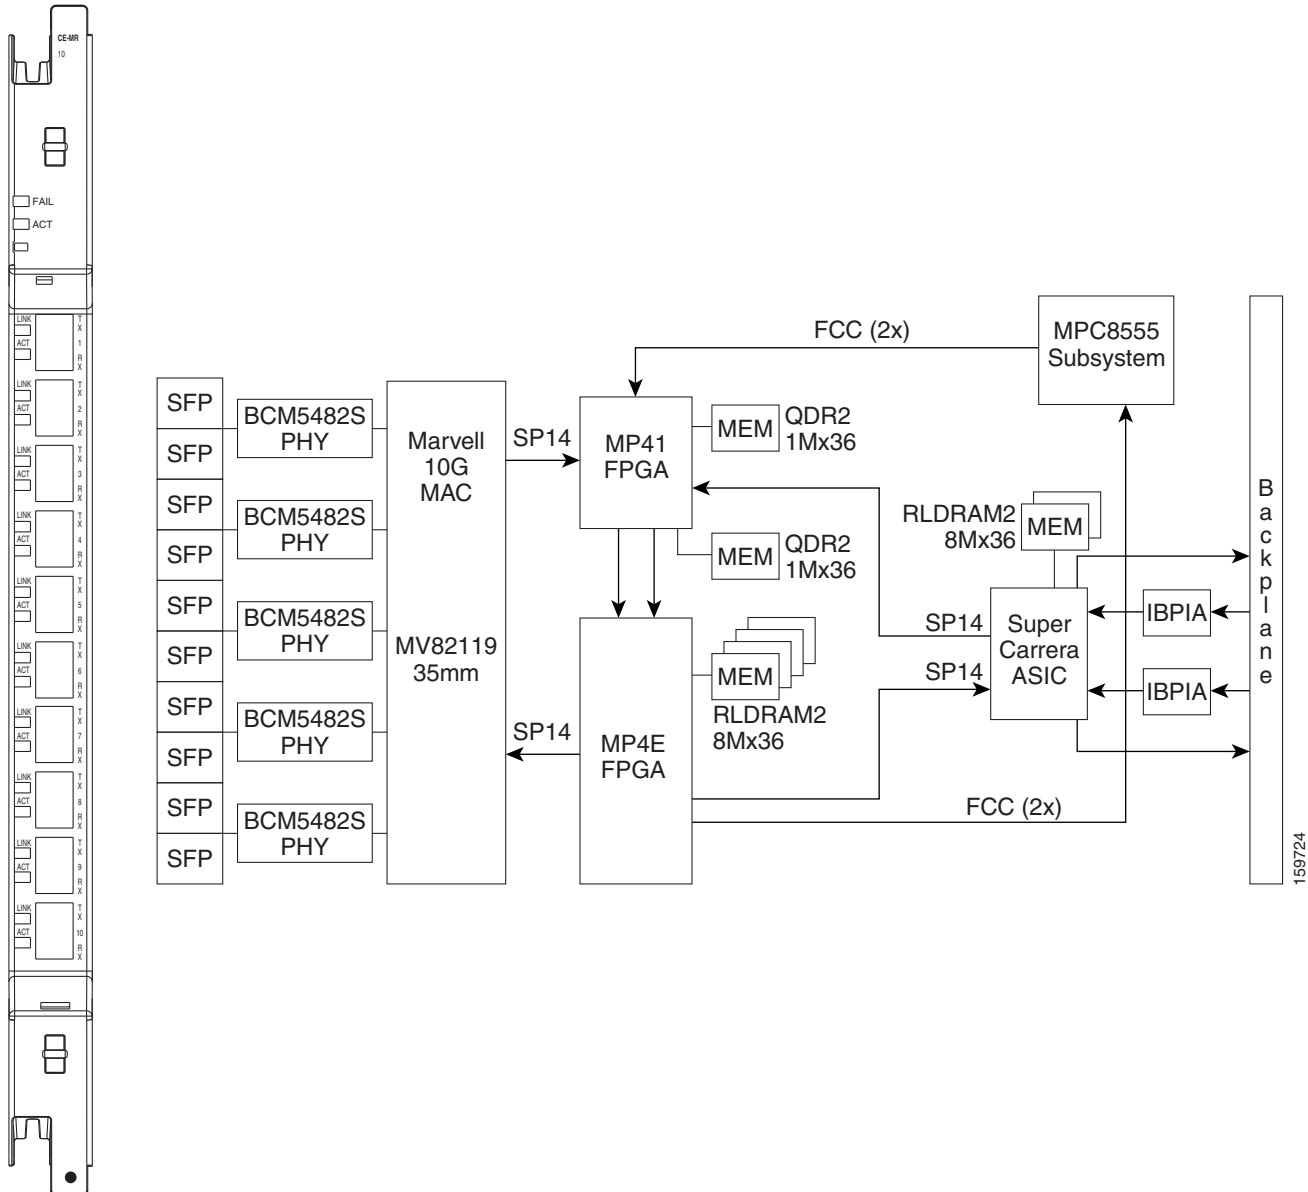 CE-MR
10
FAIL
ACT
LINK
ACT
TX
1
RX
LINK
ACT
TX
2
RX
LINK
ACT
TX
3
RX
LINK
ACT
TX
4
RX
LINK
ACT
TX
5
RX
LINK
ACT
TX
6
RX
LINK
ACT
TX
7
RX
LINK
ACT
TX
8
RX
LINK
ACT
TX
9
RX
LINK
ACT
TX
10
RX
SFP
SFP
SFP
SFP
SFP
SFP
SFP
SFP
SFP
SFP
BCM5482S
PHY
BCM5482S
PHY
BCM5482S
PHY
BCM5482S
PHY
BCM5482S
PHY
Marvell
10G
MAC
MV82119
35mm
SP14
SP14
MP41
FPGA
MEM
QDR2
1Mx36
MEM
QDR2
1Mx36
MP4E
FPGA
MEM
RLDRAM2
8Mx36
FCC (2x)
MPC8555
Subsystem
RLDRAM2
8Mx36
MEM
SP14
SP14
Super
Carrera
ASIC
IBPIA
IBPIA
FCC (2x)
Backplane
159724